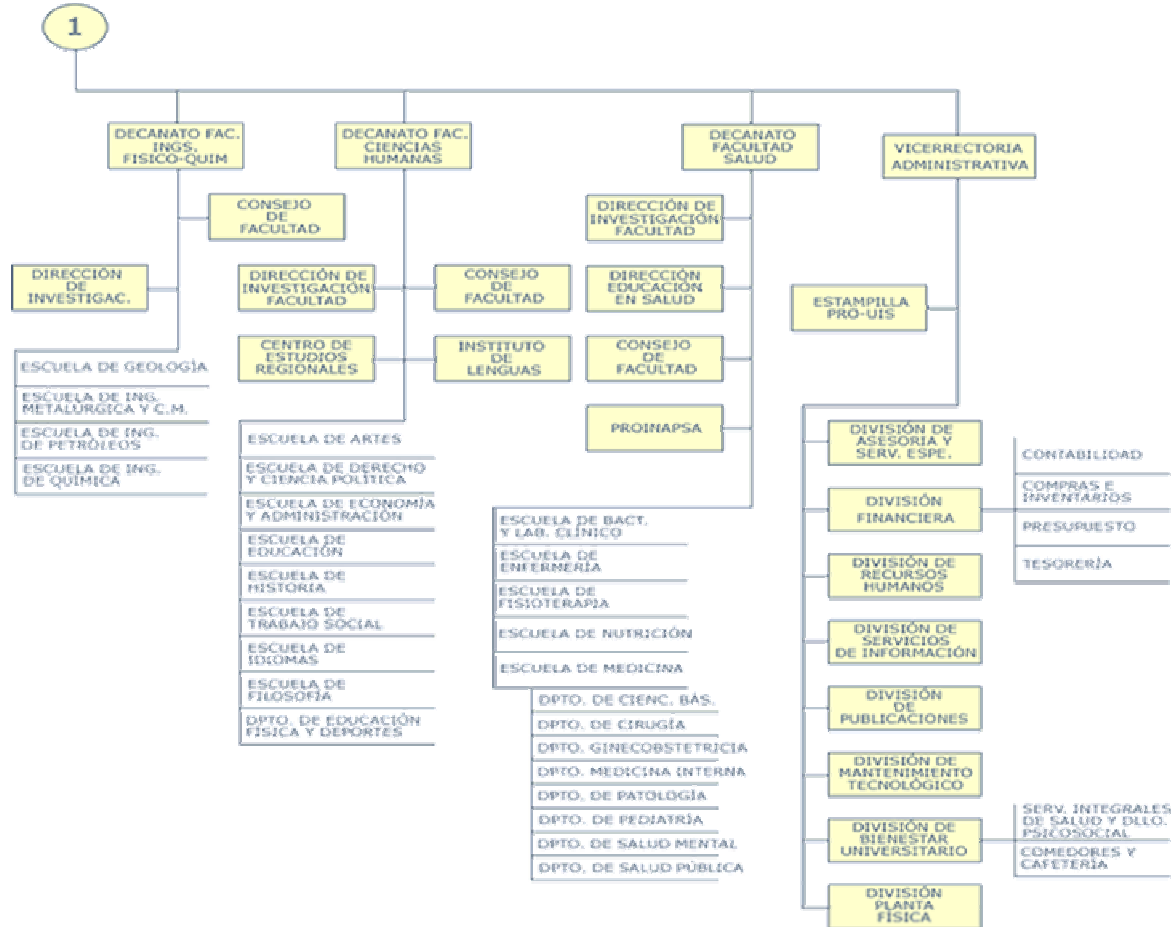 1
DECANATO FAC.
INGS.
FISICO-QUIM
DECANATO FAC.
CIENCIAS
HUMANAS
DECANATO
FACULTAD
SALUD
VICERRECTORIA
ADMINISTRATIVA
CONSEJO
DE
FACULTAD
DIRECCIÓN
DE
INVESTIGAC.
ESCUELA DE GEOLOGÍA
ESCUELA DE ING.
METALÚRGICA Y C.M.
ESCUELA DE ING.
DE PETRÓLEOS
ESCUELA DE ING.
DE QUÍMICA
DIRECCIÓN DE
INVESTIGACIÓN
FACULTAD
CONSEJO
DE
FACULTAD
CENTRO DE
ESTUDIOS
REGIONALES
INSTITUTO
DE
LENGUAS
ESCUELA DE ARTES
ESCUELA DE DERECHO
Y CIENCIA POLÍTICA
ESCUELA DE ECONOMÍA
Y ADMINISTRACIÓN
ESCUELA DE
EDUCACIÓN
ESCUELA DE
HISTORIA
ESCUELA DE
TRABAJO SOCIAL
ESCUELA DE
IDIOMAS
ESCUELA DE
FILOSOFÍA
DPTO. DE EDUCACIÓN
FÍSICA Y DEPORTES
DIRECCIÓN DE
INVESTIGACIÓN
FACULTAD
DIRECCIÓN
EDUCACIÓN
EN SALUD
CONSEJO
DE
FACULTAD
PROINAPSA
ESCUELA DE BACT.
Y LAB. CLÍNICO
ESCUELA DE
ENFERMERÍA
ESCUELA DE
FISIOTERAPIA
ESCUELA DE NUTRICIÓN
ESCUELA DE MEDICINA
DPTO. DE CIENC. BÁS.
DPTO. DE CIRUGÍA
DPTO. GINECOBSTETRICIA
DPTO. MEDICINA INTERNA
DPTO. DE PATOLOGÍA
DPTO. DE PEDIATRÍA
DPTO. DE SALUD MENTAL
DPTO. DE SALUD PÚBLICA
ESTAMPILLA
PRO-UIS
DIVISIÓN DE
ASESORIA Y
SERV. ESPE.
DIVISIÓN
FINANCIERA
CONTABILIDAD
COMPRAS E
INVENTARIOS
PRESUPUESTO
TESORERÍA
DIVISIÓN DE
RECURSOS
HUMANOS
DIVISIÓN DE
SERVICIOS
DE INFORMACIÓN
DIVISIÓN
DE
PUBLICACIONES
DIVISIÓN DE
MANTENIMIENTO
TECNOLÓGICO
DIVISIÓN DE
BIENESTAR
UNIVERSITARIO
SERV. INTEGRALES
DE SALUD Y DLLO.
PSICOSOCIAL
COMEDORES Y
CAFETERÍA
DIVISIÓN
PLANTA
FÍSICA